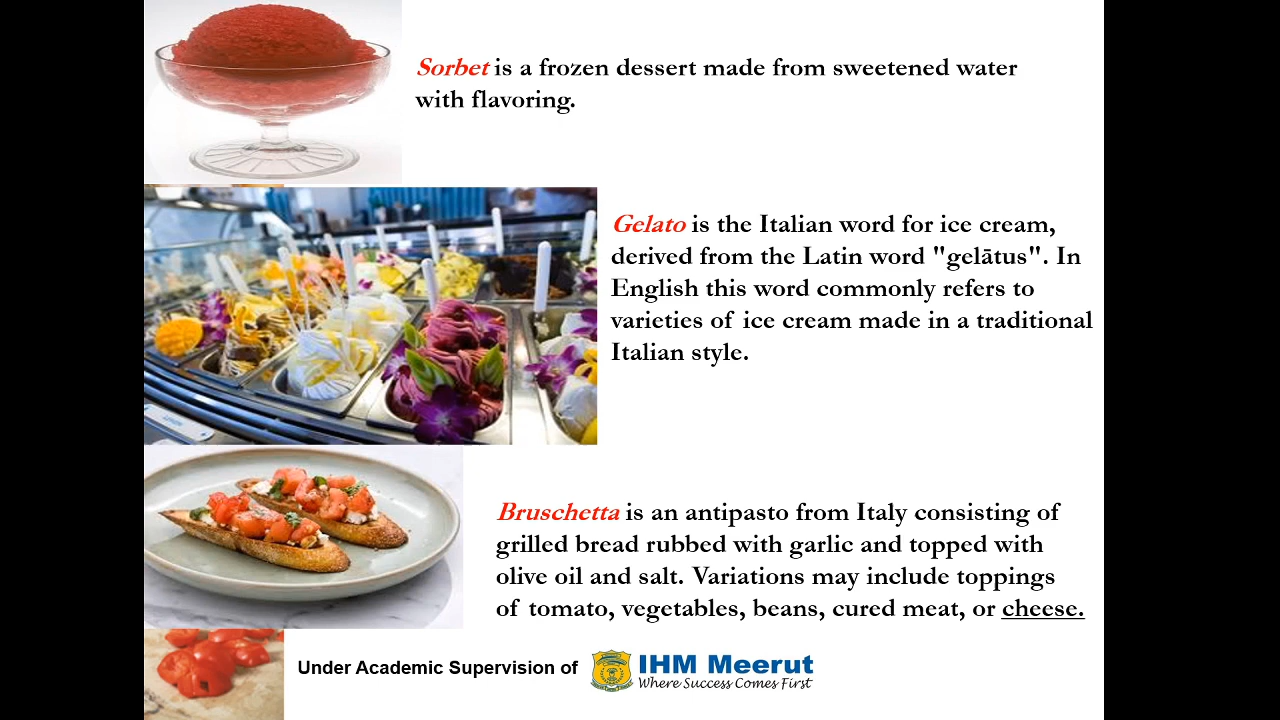 Sorbet is a frozen dessert made from sweetened water
with flavoring.
Gelato is the Italian word for ice cream,
derived from the Latin word "gelātus". In
English this word commonly refers to
varieties of ice cream made in a traditional
Italian style.
Bruschetta is an antipasto from Italy consisting of
grilled bread rubbed with garlic and topped with
olive oil and salt. Variations may include toppings
of tomato, vegetables, beans, cured meat, or cheese.
Under Academic Supervision of
IHM Meerut
Where Success Comes First